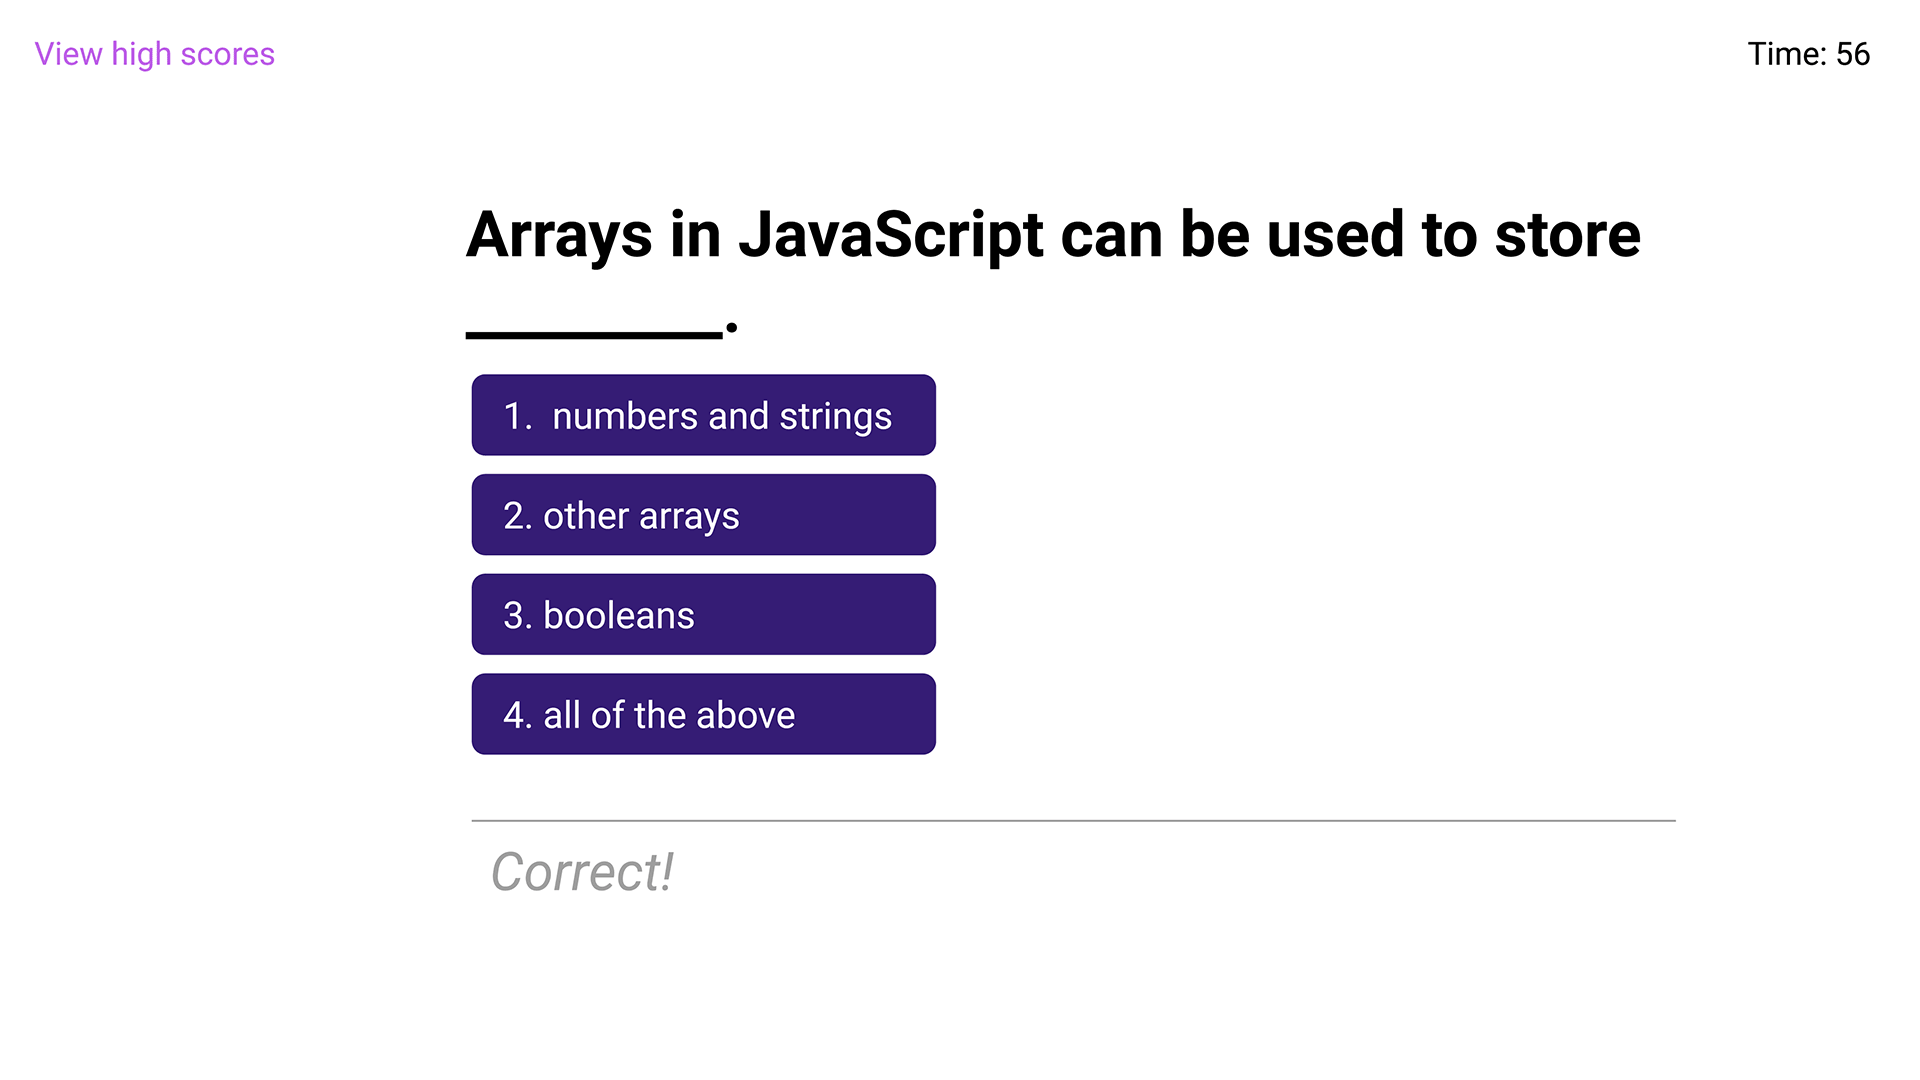 View high scores
Time: 56
Arrays in JavaScript can be used to store
________.
1. numbers and strings
2. other arrays
3. booleans
4. all of the above
Correct!